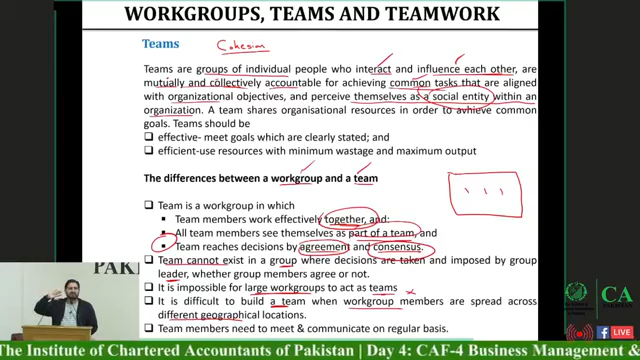 WORKGROUPS, TEAMS AND TEAMWORK
Teams
Cohesion
Teams are groups of individual people who interact and influence each other, are
mutually and collectively accountable for achieving common tasks that are aligned
with organizational objectives, and perceive themselves as a social entity within an
organization. A team shares organisational resources in order to avhieve common
goals. Teams should be
effective- meet goals which are clearly stated; and
efficient-use resources with minimum wastage and maximum output
The differences between a workgroup and a team
Team is a workgroup in which
Team members work effectively together, and:
All team members see themselves as part of a team, and
Team reaches decisions by agreement and consensus.
Team cannot exist in a group where decisions are taken and imposed by group
leader, whether group members agree or not.
It is impossible for large workgroups to act as teams
It is difficult to build a team when workgroup members are spread across
different geographical locations.
Team members need to meet & communicate on regular basis.
PAKI
AN
CA
LIVE
The Institute of Chartered Accountants of Pakistan | Day 4: CAF-4 Business Management &